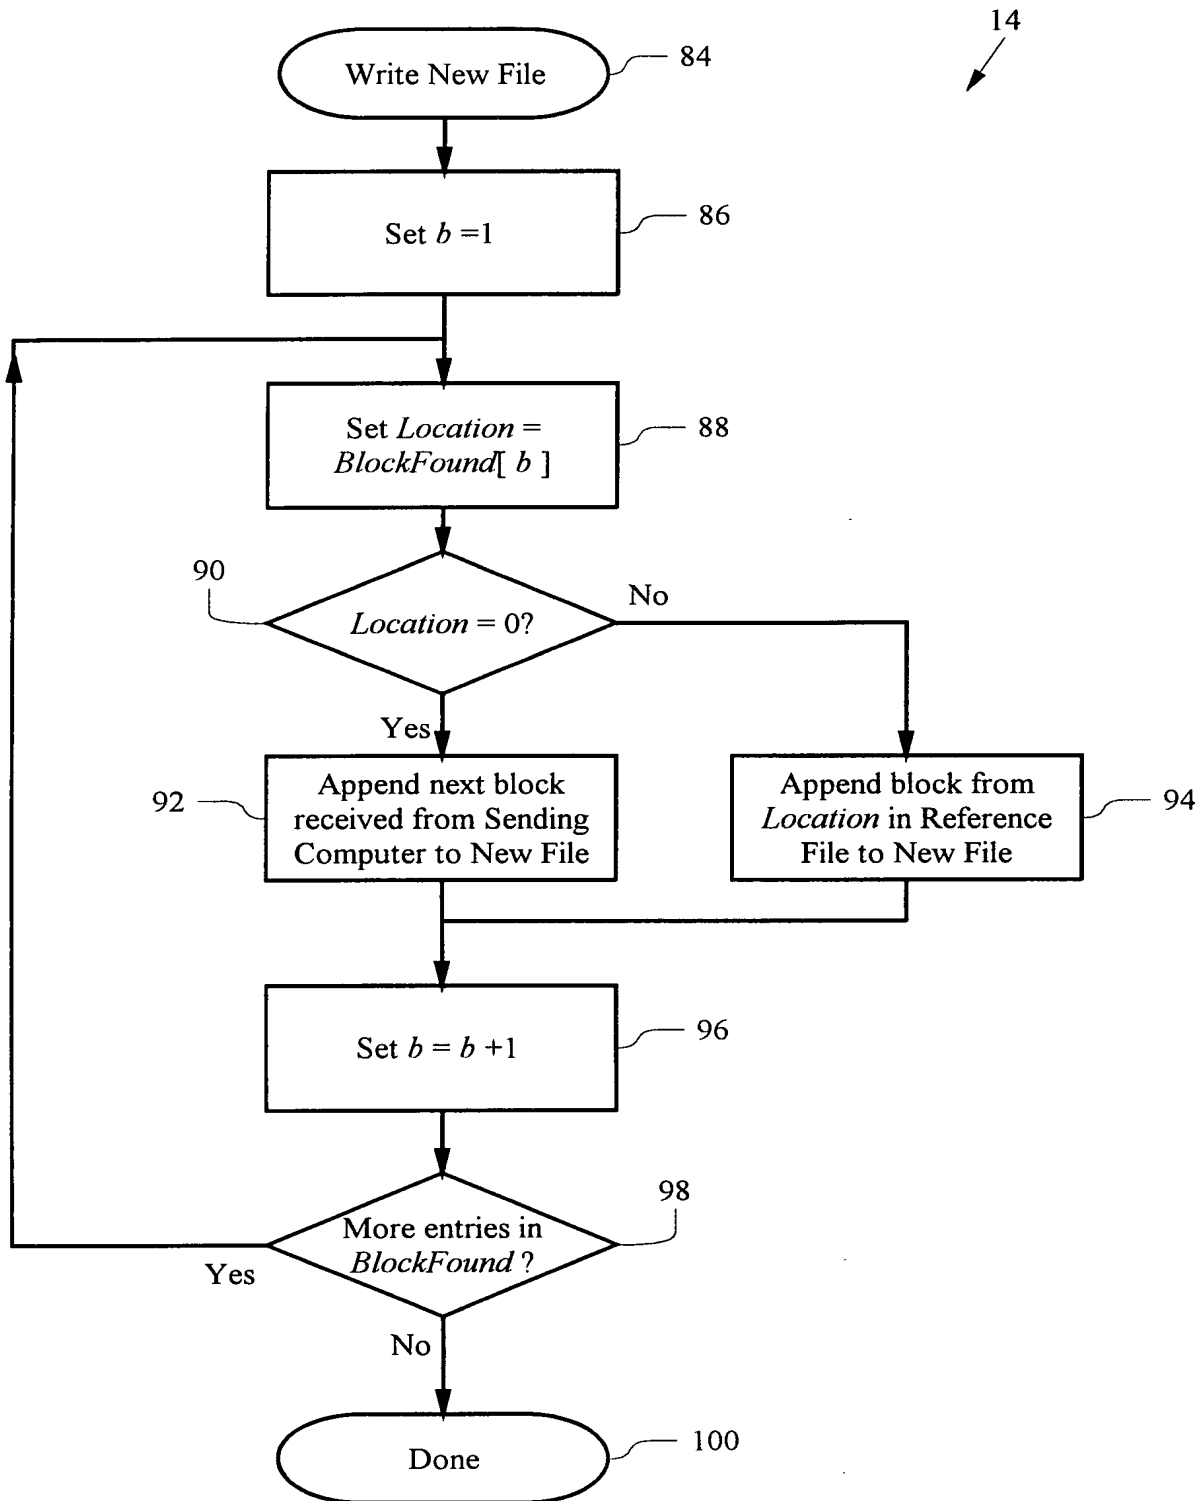 14
Write New File
84
Set b =1
86
Set Location =
BlockFound[ b ]
88
90
Location = 0?
No
Yes
92
Append next block
received from Sending
Computer to New File
Append block from
Location in Reference
File to New File
94
Set b = b +1
96
98
More entries in
BlockFound ?
Yes
No
Done
100